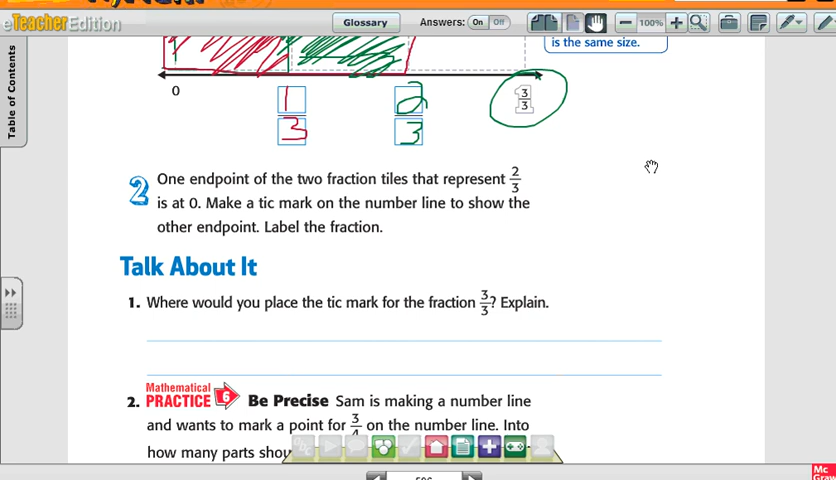 eTeacherEdition
Glossary
Answers: On Off
100%
Table of Contents
is the same size.
0
1
3
2
3
3
3
2 One endpoint of the two fraction tiles that represent 2/3
is at 0. Make a tic mark on the number line to show the
other endpoint. Label the fraction.
Talk About It
1. Where would you place the tic mark for the fraction 3/3? Explain.
Mathematical
2. PRACTICE 6 Be Precise Sam is making a number line
and wants to mark a point for 3/4 on the number line. Into
how many parts
Mc